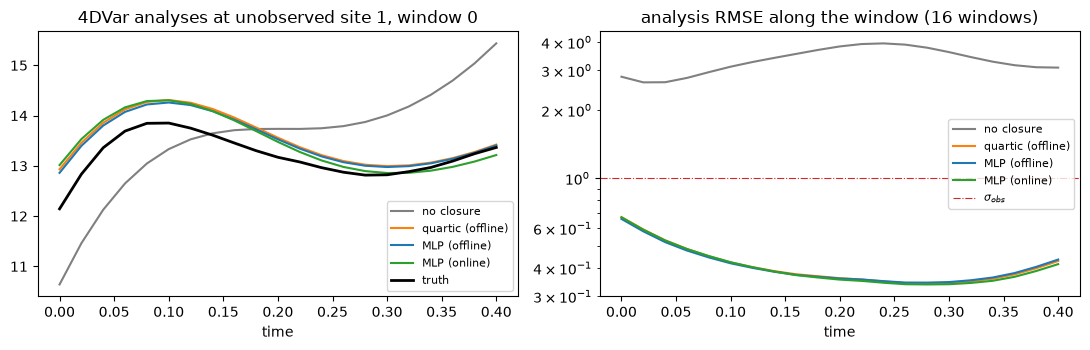 4DVar analyses at unobserved site 1, window 0
15
14
13
12
11
0.00 0.05 0.10 0.15 0.20 0.25 0.30 0.35 0.40
time
no closure
quartic (offline)
MLP (offline)
MLP (online)
truth
analysis RMSE along the window (16 windows)
4 × 10⁰
3 × 10⁰
2 × 10⁰
10⁰
6 × 10⁻¹
4 × 10⁻¹
3 × 10⁻¹
0.00 0.05 0.10 0.15 0.20 0.25 0.30 0.35 0.40
time
no closure
quartic (offline)
MLP (offline)
MLP (online)
σobs